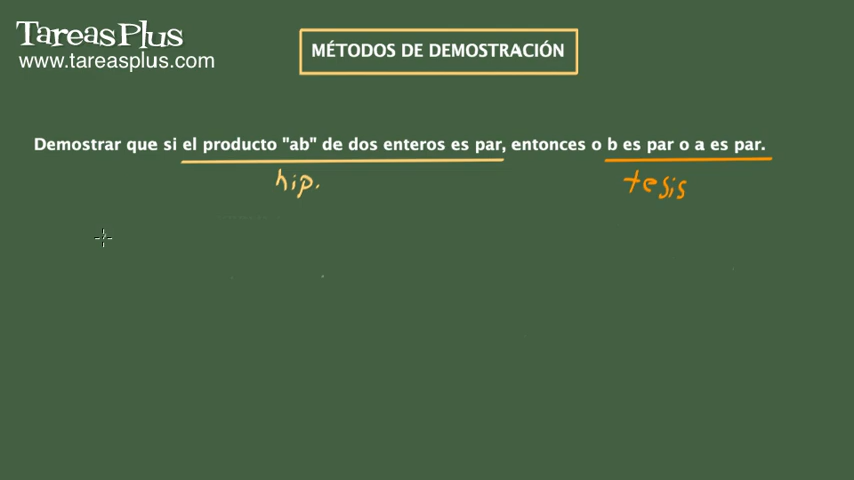 TareasPlus
www.tareasplus.com
MÉTODOS DE DEMOSTRACIÓN
Demostrar que si el producto "ab" de dos enteros es par, entonces o b es par o a es par.
hip. tesis